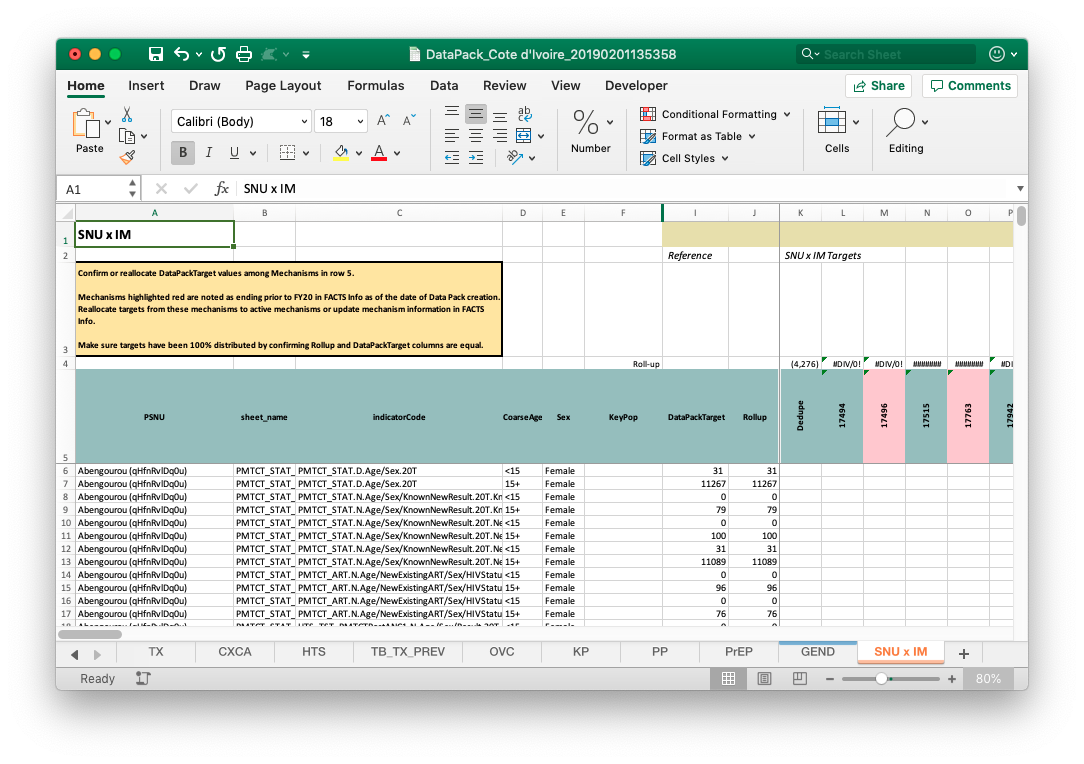 DataPack_Cote d'Ivoire_20190201135358
Search Sheet
Home Insert Draw Page Layout Formulas Data Review View Developer Share Comments
Paste
Calibri (Body) 18 A^ A˅
B I U A
ab
% Number
Conditional Formatting
Format as Table
Cell Styles
Cells
Editing
A1 fx SNU x IM
A B C D E F I J K L M N O P
1 SNU x IM
2 Reference SNU x IM Targets
Confirm or reallocate DataPackTarget values among Mechanisms in row 5.
Mechanisms highlighted red are noted as ending prior to FY20 in FACTS Info as of the date of Data Pack creation.
Reallocate targets from these mechanisms to active mechanisms or update mechanism information in FACTS
Info.
3 Make sure targets have been 100% distributed by confirming Rollup and DataPackTarget columns are equal.
4 Roll-up (4,276) #DIV/0! #DIV/0! ####### ####### #DI
5 PSNU sheet_name indicatorCode CoarseAge Sex KeyPop DataPackTarget Rollup Dedupe 17494 17496 17515 17763 17942
6 Abengourou (qHfnRvlDq0u) PMTCT_STAT_ PMTCT_STAT.D.Age/Sex.20T <15 Female 31 31
7 Abengourou (qHfnRvlDq0u) PMTCT_STAT_ PMTCT_STAT.D.Age/Sex.20T 15+ Female 11267 11267
8 Abengourou (qHfnRvlDq0u) PMTCT_STAT_ PMTCT_STAT.N.Age/Sex/KnownNewResult.20T.Kn <15 Female 0 0
9 Abengourou (qHfnRvlDq0u) PMTCT_STAT_ PMTCT_STAT.N.Age/Sex/KnownNewResult.20T.Kn 15+ Female 79 79
10 Abengourou (qHfnRvlDq0u) PMTCT_STAT_ PMTCT_STAT.N.Age/Sex/KnownNewResult.20T.Ne <15 Female 0 0
11 Abengourou (qHfnRvlDq0u) PMTCT_STAT_ PMTCT_STAT.N.Age/Sex/KnownNewResult.20T.Ne 15+ Female 100 100
12 Abengourou (qHfnRvlDq0u) PMTCT_STAT_ PMTCT_STAT.N.Age/Sex/KnownNewResult.20T.Ne <15 Female 31 31
13 Abengourou (qHfnRvlDq0u) PMTCT_STAT_ PMTCT_STAT.N.Age/Sex/KnownNewResult.20T.Ne 15+ Female 11089 11089
14 Abengourou (qHfnRvlDq0u) PMTCT_STAT_ PMTCT_ART.N.Age/NewExistingART/Sex/HIVStatu <15 Female 0 0
15 Abengourou (qHfnRvlDq0u) PMTCT_STAT_ PMTCT_ART.N.Age/NewExistingART/Sex/HIVStatu 15+ Female 96 96
16 Abengourou (qHfnRvlDq0u) PMTCT_STAT_ PMTCT_ART.N.Age/NewExistingART/Sex/HIVStatu <15 Female 0 0
17 Abengourou (qHfnRvlDq0u) PMTCT_STAT_ PMTCT_ART.N.Age/NewExistingART/Sex/HIVStatu 15+ Female 76 76
TX CXCA HTS TB_TX_PREV OVC KP PP PrEP GEND SNU x IM +
Ready 80%